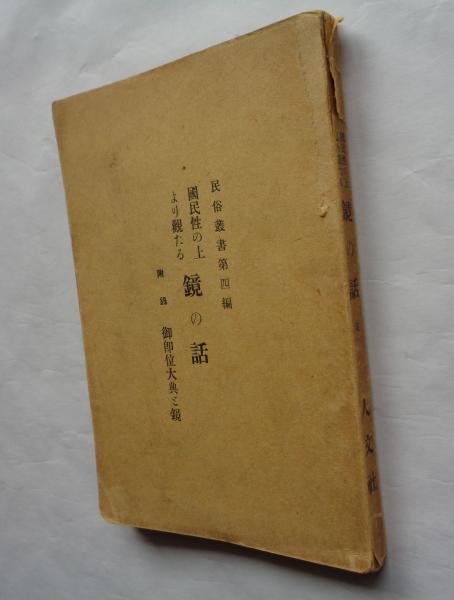 民俗叢書第四編
國民性の上
より觀たる
鏡の話
附錄
御卽位大典と鏡
鏡の話
人文社